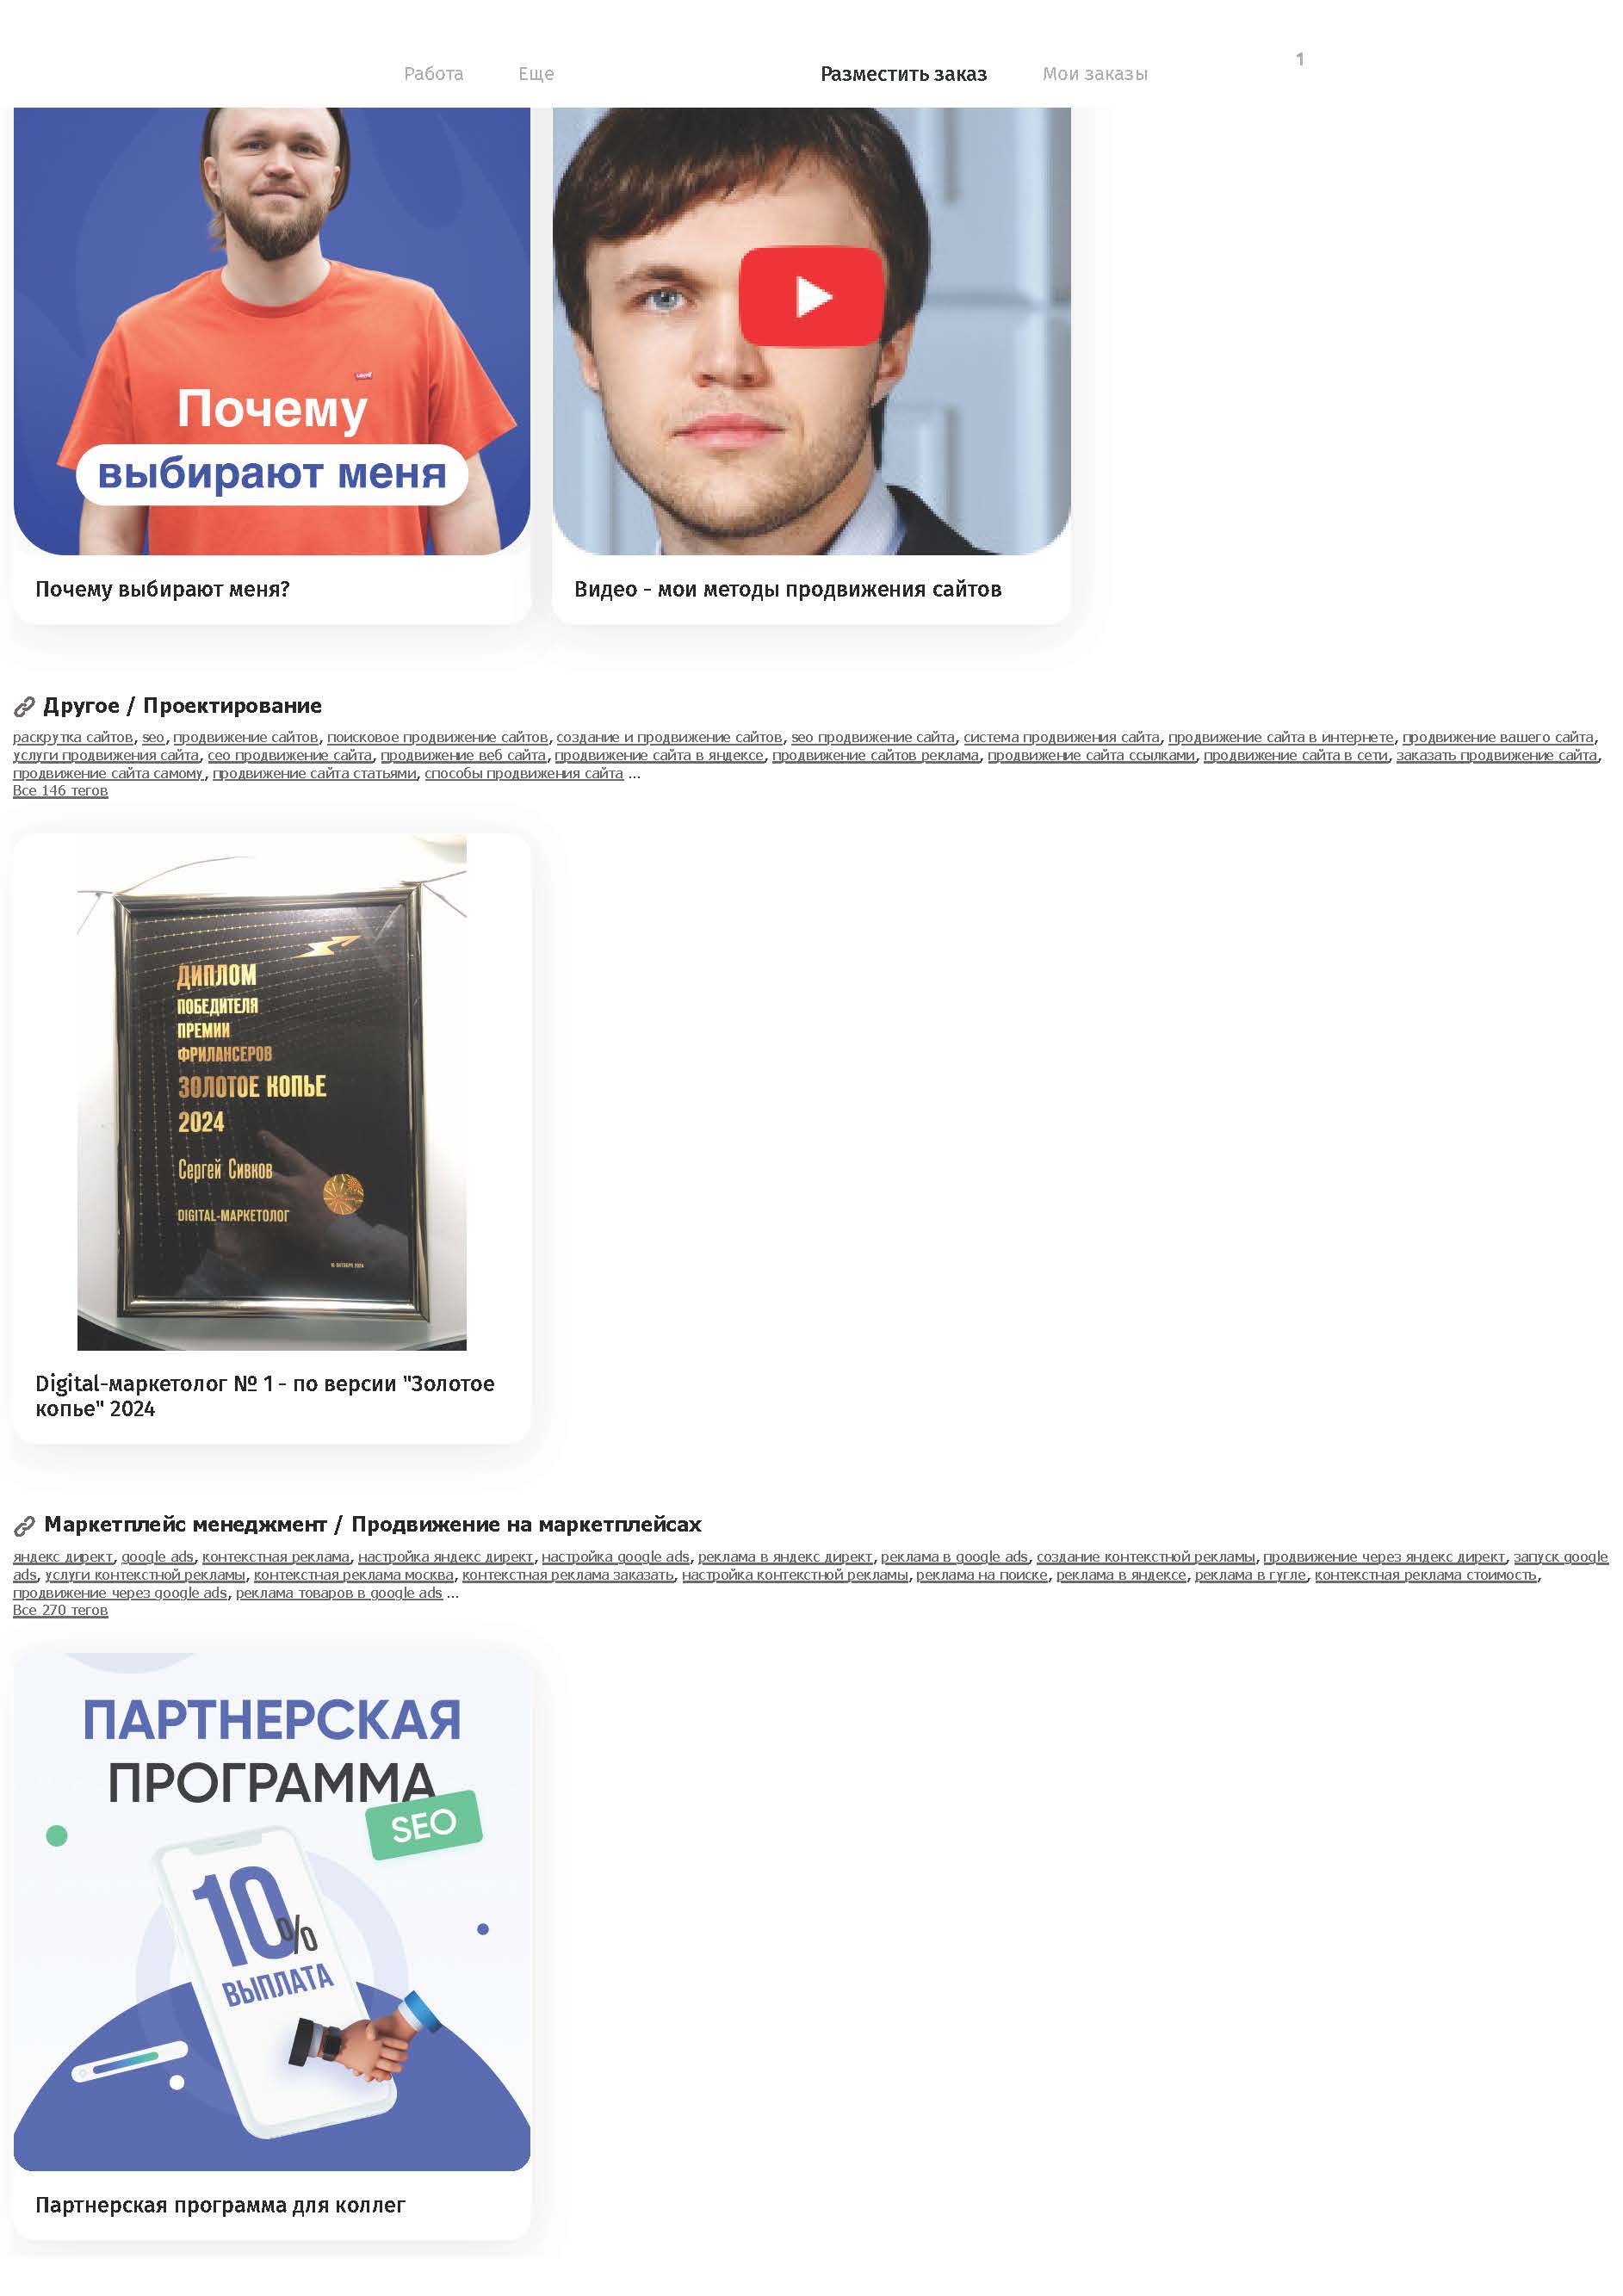 Работа Еще Разместить заказ Мои заказы 1
Почему
выбирают меня
Почему выбирают меня?
Видео - мои методы продвижения сайтов
Другое / Проектирование
раскрутка сайтов, seo, продвижение сайтов, поисковое продвижение сайтов, создание и продвижение сайтов, seo продвижение сайта, система продвижения сайта, продвижение сайта в интернете, продвижение вашего сайта,
услуги продвижения сайта, сео продвижение сайта, продвижение веб сайта, продвижение сайта в яндексе, продвижение сайтов реклама, продвижение сайта ссылками, продвижение сайта в сети, заказать продвижение сайта,
продвижение сайта самому, продвижение сайта статьями, способы продвижения сайта ...
Все 146 тегов
ДИПЛОМ
ПОБЕДИТЕЛЯ
ПРЕМИИ
ФРИЛАНСЕРОВ
ЗОЛОТОЕ КОПЬЕ
2024
Сергей Сивков
DIGITAL-МАРКЕТОЛОГ
Digital-маркетолог № 1 - по версии "Золотое
копье" 2024
Маркетплейс менеджмент / Продвижение на маркетплейсах
яндекс директ, google ads, контекстная реклама, настройка яндекс директ, настройка google ads, реклама в яндекс директ, реклама в google ads, создание контекстной рекламы, продвижение через яндекс директ, запуск google
ads, услуги контекстной рекламы, контекстная реклама москва, контекстная реклама заказать, настройка контекстной рекламы, реклама на поиске, реклама в яндексе, реклама в гугле, контекстная реклама стоимость,
продвижение через google ads, реклама товаров в google ads ...
Все 270 тегов
ПАРТНЕРСКАЯ
ПРОГРАММА
SEO
10%
ВЫПЛАТА
Партнерская программа для коллег